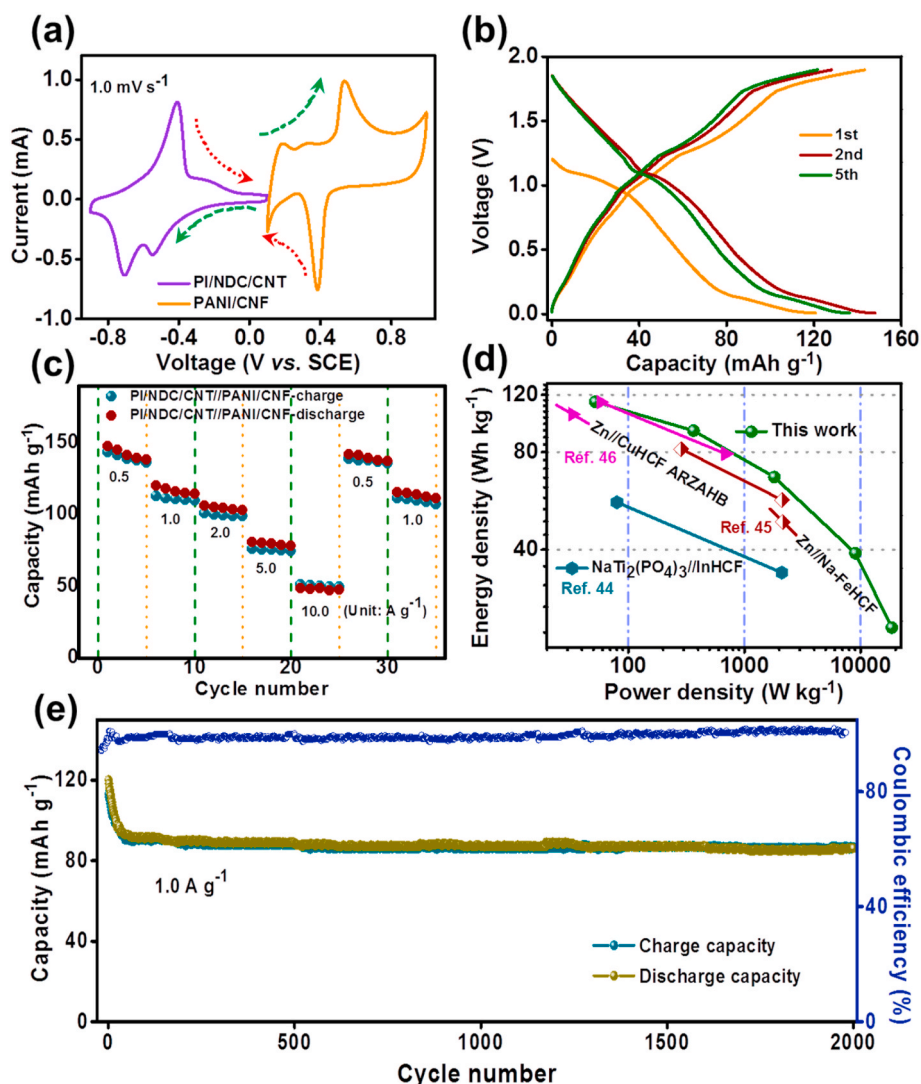 (a)
1.0 mV s⁻¹
Current (mA)
1.0
0.5
0.0
-0.5
-1.0
PI/NDC/CNT
PANI/CNF
-0.8 -0.4 0.0 0.4 0.8
Voltage (V vs. SCE)
(b)
Voltage (V)
2.0
1.5
1.0
0.5
0.0
1st
2nd
5th
0 40 80 120 160
Capacity (mAh g⁻¹)
(c)
PI/NDC/CNT//PANI/CNF-charge
PI/NDC/CNT//PANI/CNF-discharge
Capacity (mAh g⁻¹)
150
100
50
0
0.5
1.0
2.0
5.0
10.0
(Unit: A g⁻¹)
0.5
1.0
0 10 20 30
Cycle number
(d)
Energy density (Wh kg⁻¹)
120
80
40
This work
Zn//CuHCF ARZAHB
Ref. 46
Ref. 45
Zn//Na-FeHCF
NaTi₂(PO₄)₃//InHCF
Ref. 44
100 1000 10000
Power density (W kg⁻¹)
(e)
Capacity (mAh g⁻¹)
120
80
40
0
1.0 A g⁻¹
Charge capacity
Discharge capacity
80
40
0
Coulombic efficiency (%)
0 500 1000 1500 2000
Cycle number